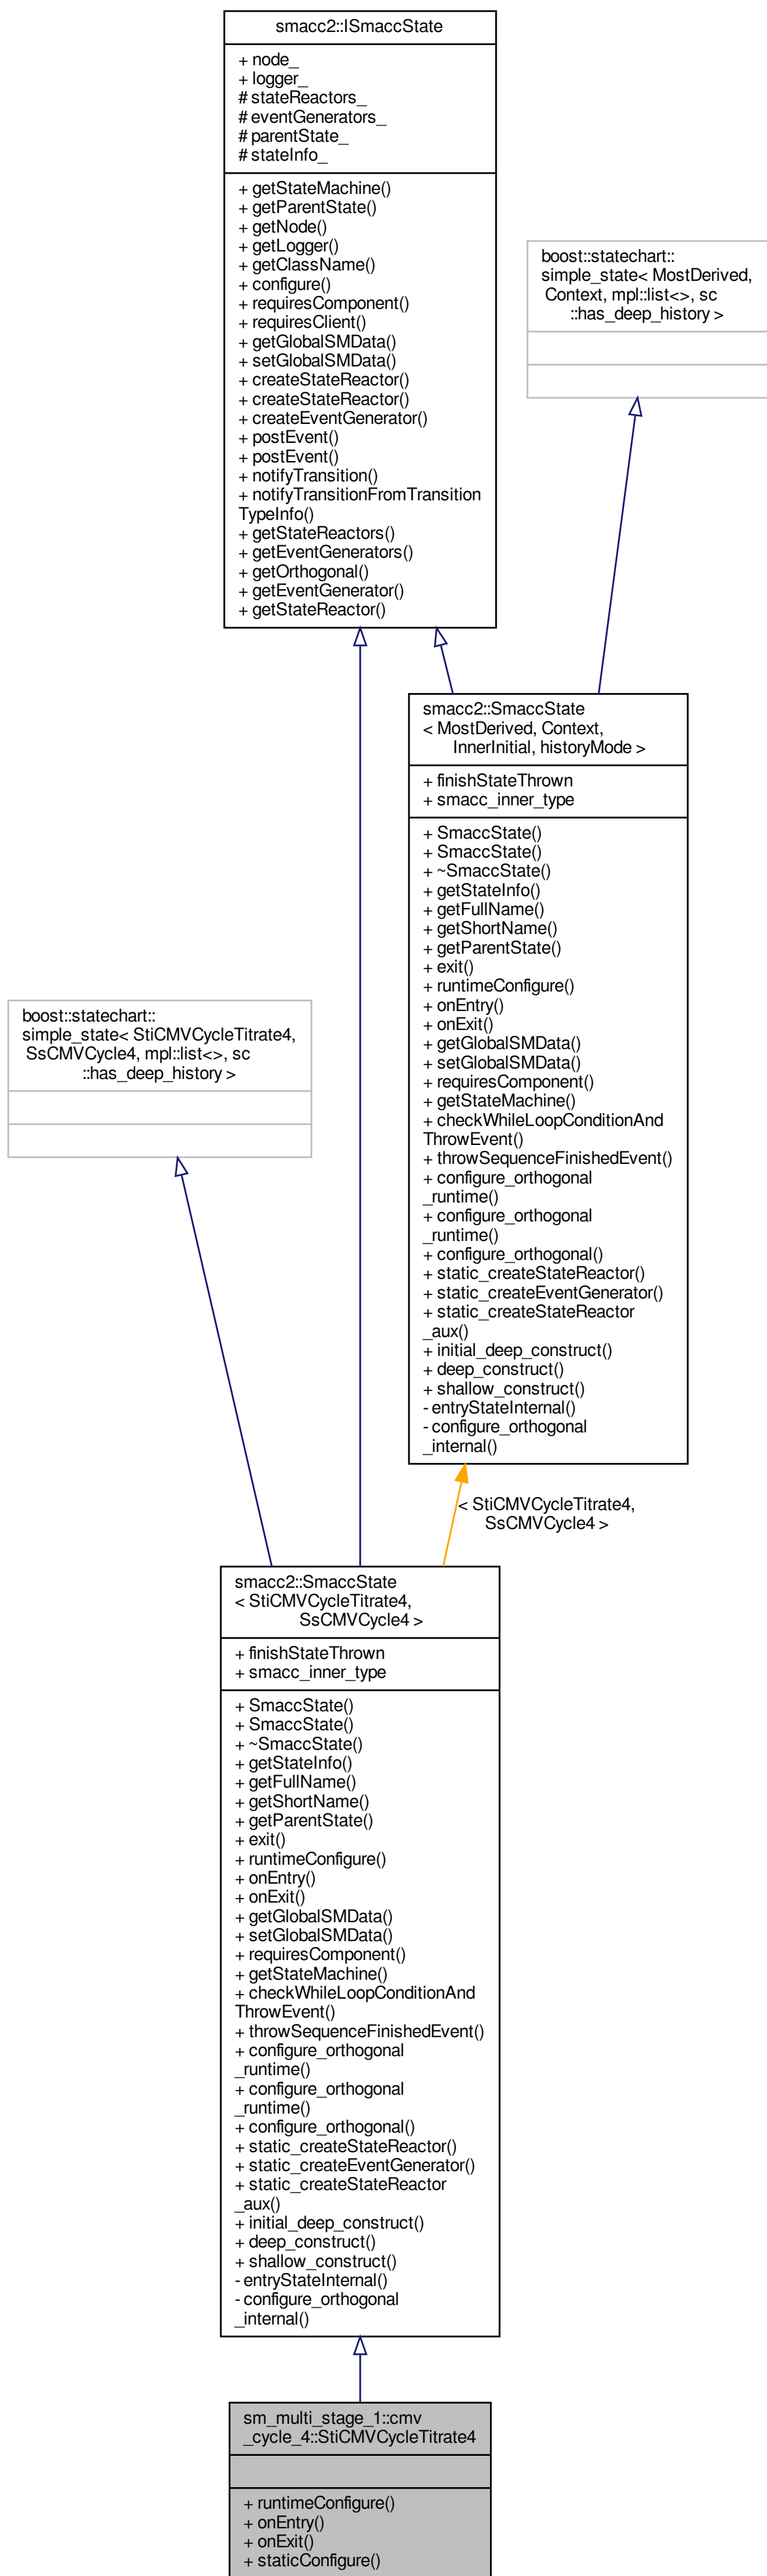 smacc2::ISmaccState
+ node_
+ logger_
# stateReactors_
# eventGenerators_
# parentState_
# stateInfo_
+ getStateMachine()
+ getParentState()
+ getNode()
+ getLogger()
+ getClassName()
+ configure()
+ requiresComponent()
+ requiresClient()
+ getGlobalSMData()
+ setGlobalSMData()
+ createStateReactor()
+ createStateReactor()
+ createEventGenerator()
+ postEvent()
+ postEvent()
+ notifyTransition()
+ notifyTransitionFromTransition
TypeInfo()
+ getStateReactors()
+ getEventGenerators()
+ getOrthogonal()
+ getEventGenerator()
+ getStateReactor()
boost::statechart::
simple_state< MostDerived,
Context, mpl::list<>, sc
::has_deep_history >
smacc2::SmaccState
< MostDerived, Context,
InnerInitial, historyMode >
+ finishStateThrown
+ smacc_inner_type
+ SmaccState()
+ SmaccState()
+ ~SmaccState()
+ getStateInfo()
+ getFullName()
+ getShortName()
+ getParentState()
+ exit()
+ runtimeConfigure()
+ onEntry()
+ onExit()
+ getGlobalSMData()
+ setGlobalSMData()
+ requiresComponent()
+ getStateMachine()
+ checkWhileLoopConditionAnd
ThrowEvent()
+ throwSequenceFinishedEvent()
+ configure_orthogonal
_runtime()
+ configure_orthogonal
_runtime()
+ configure_orthogonal()
+ static_createStateReactor()
+ static_createEventGenerator()
+ static_createStateReactor
_aux()
+ initial_deep_construct()
+ deep_construct()
+ shallow_construct()
- entryStateInternal()
- configure_orthogonal
_internal()
boost::statechart::
simple_state< StiCMVCycleTitrate4,
SsCMVCycle4, mpl::list<>, sc
::has_deep_history >
< StiCMVCycleTitrate4,
SsCMVCycle4 >
smacc2::SmaccState
< StiCMVCycleTitrate4,
SsCMVCycle4 >
+ finishStateThrown
+ smacc_inner_type
+ SmaccState()
+ SmaccState()
+ ~SmaccState()
+ getStateInfo()
+ getFullName()
+ getShortName()
+ getParentState()
+ exit()
+ runtimeConfigure()
+ onEntry()
+ onExit()
+ getGlobalSMData()
+ setGlobalSMData()
+ requiresComponent()
+ getStateMachine()
+ checkWhileLoopConditionAnd
ThrowEvent()
+ throwSequenceFinishedEvent()
+ configure_orthogonal
_runtime()
+ configure_orthogonal
_runtime()
+ configure_orthogonal()
+ static_createStateReactor()
+ static_createEventGenerator()
+ static_createStateReactor
_aux()
+ initial_deep_construct()
+ deep_construct()
+ shallow_construct()
- entryStateInternal()
- configure_orthogonal
_internal()
sm_multi_stage_1::cmv
_cycle_4::StiCMVCycleTitrate4
+ runtimeConfigure()
+ onEntry()
+ onExit()
+ staticConfigure()